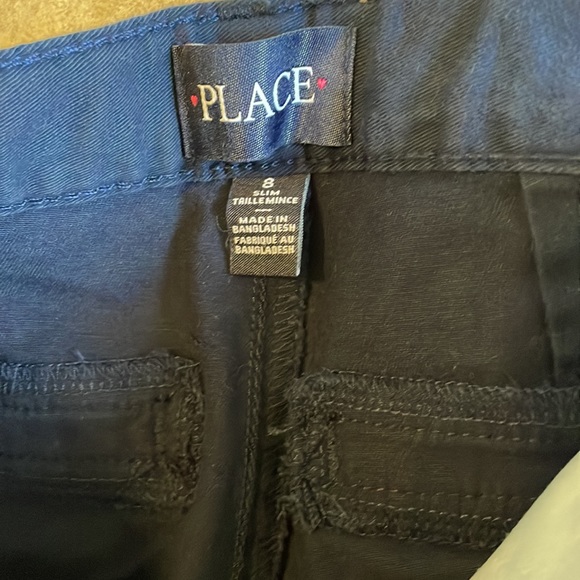 PLACE
8
SLIM
TAILLE MINCE
MADE IN
BANGLADESH
FABRIQUÉ AU
BANGLADESH